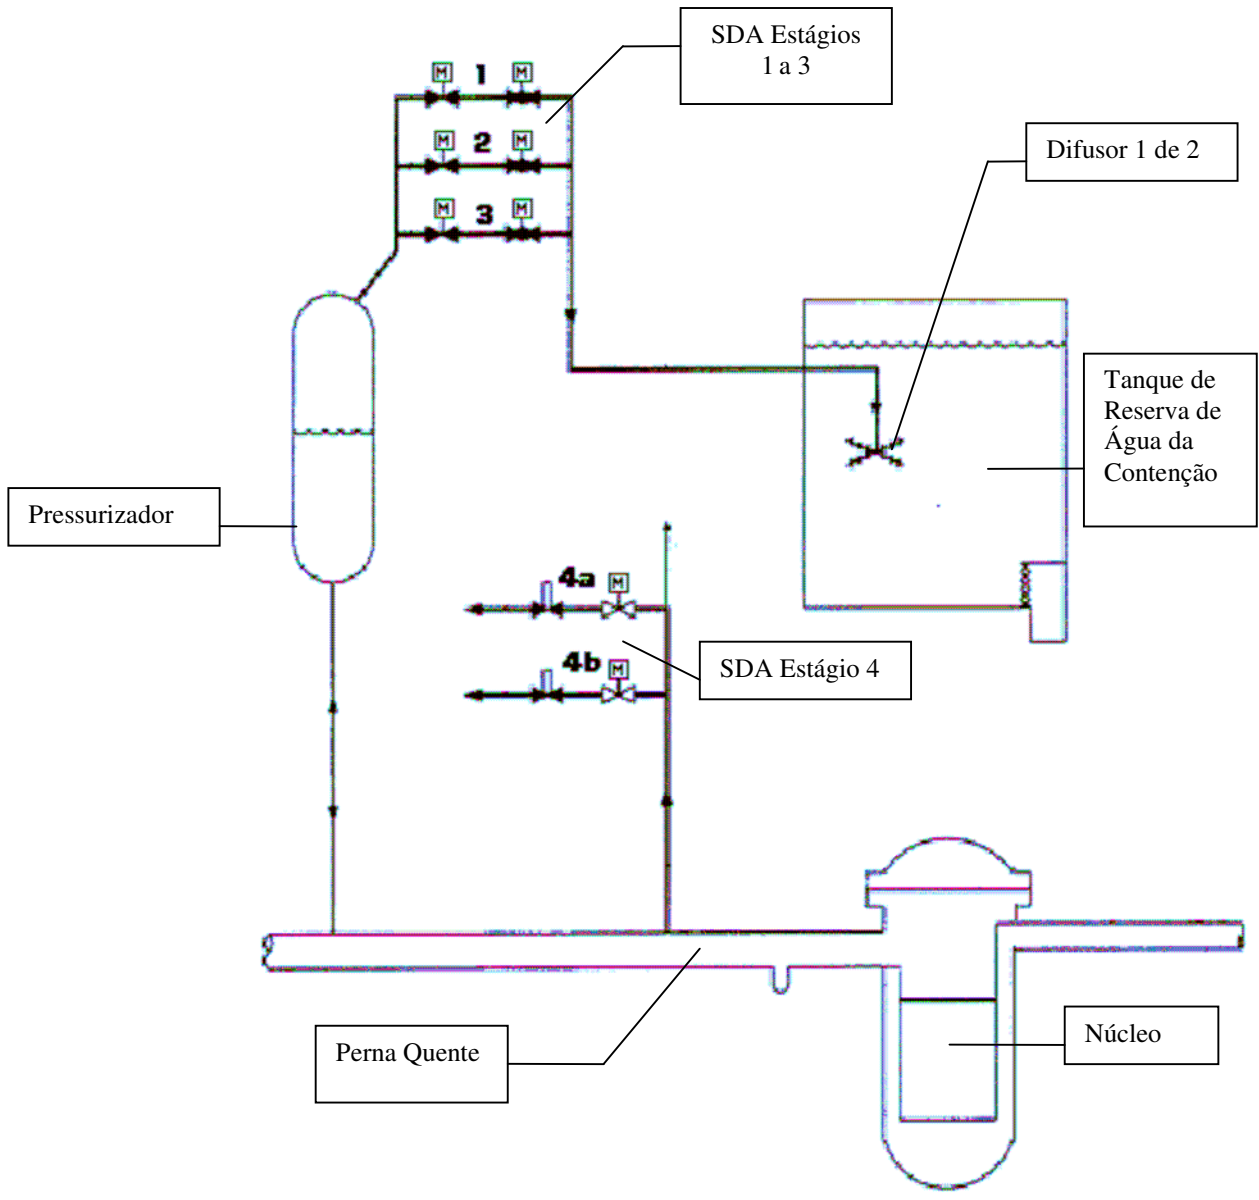 SDA Estágios
1 a 3
M
1
M
M
2
M
M
3
M
Difusor 1 de 2
Tanque de
Reserva de
Água da
Contenção
Pressurizador
4a
M
4b
M
SDA Estágio 4
Perna Quente
Núcleo